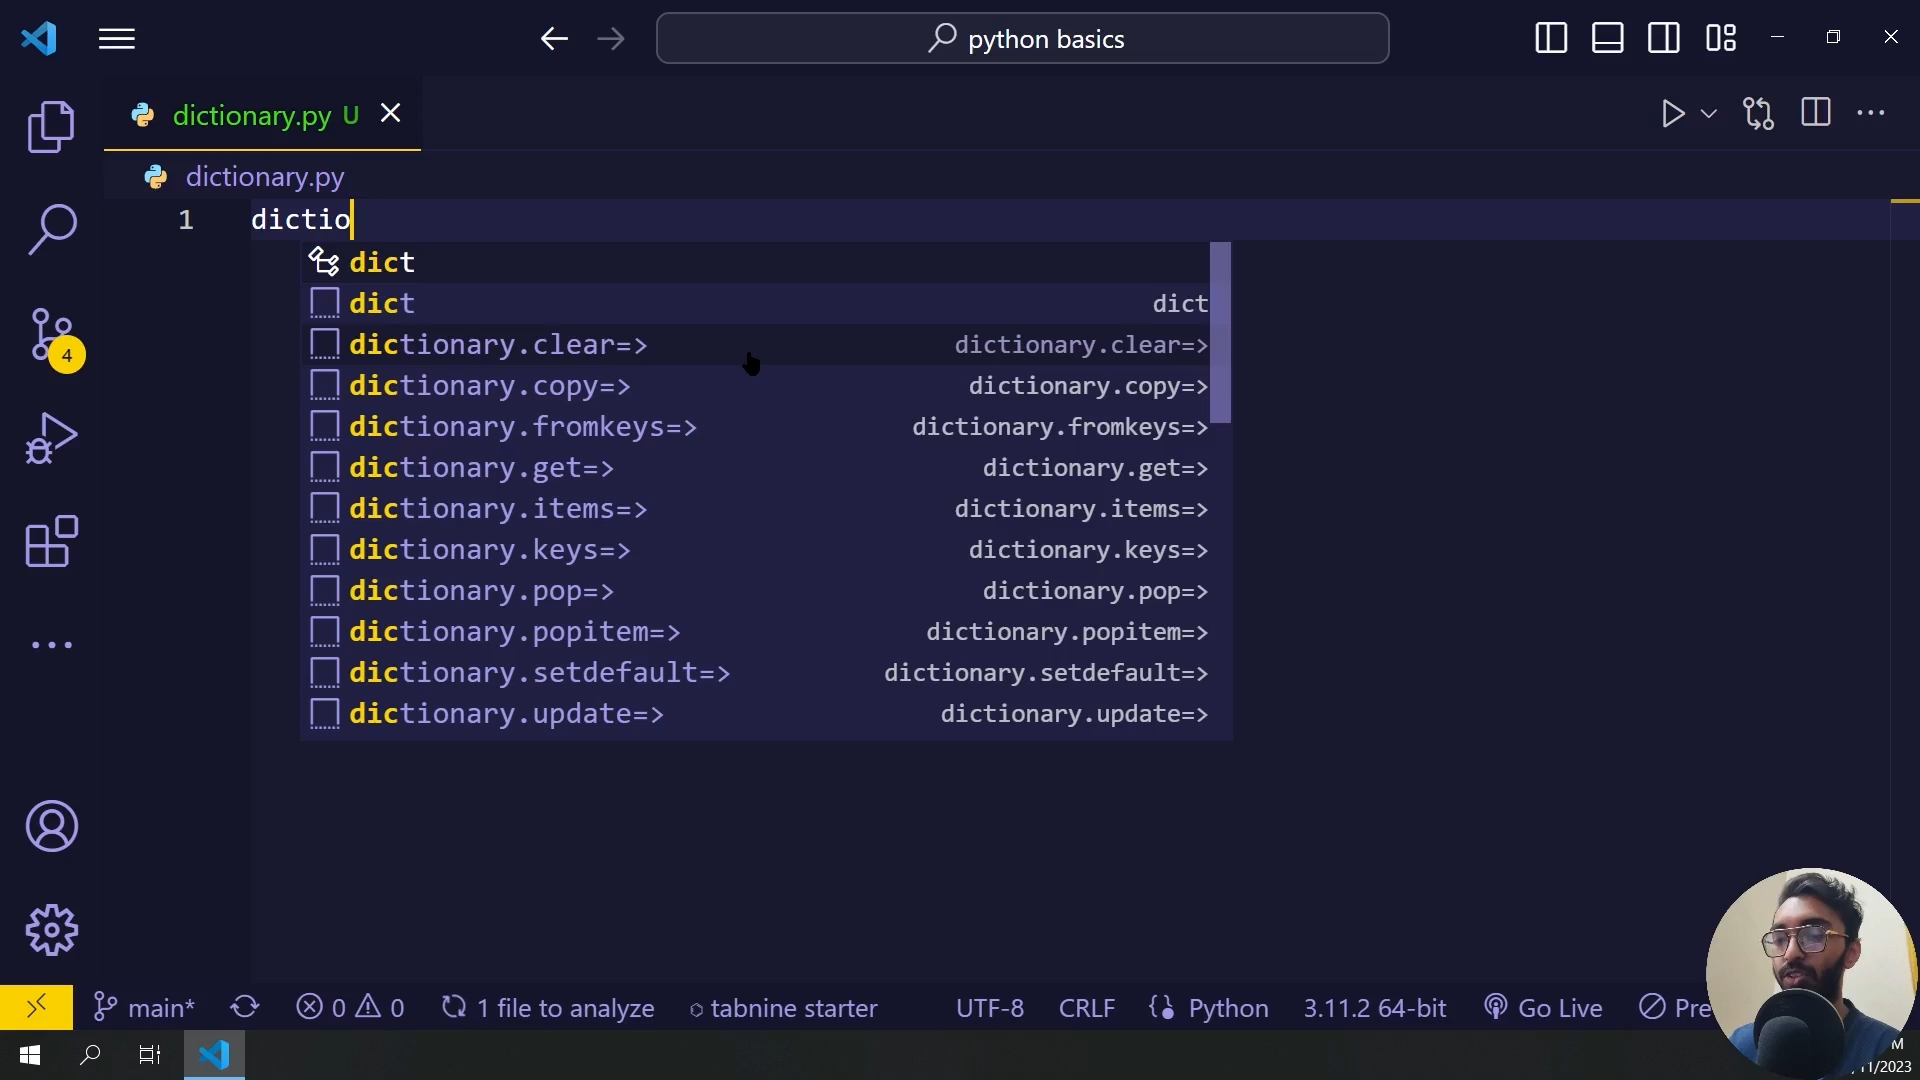 python basics
dictionary.py U
dictionary.py
1 dictio
dict
dict dict
dictionary.clear=> dictionary.clear=>
dictionary.copy=> dictionary.copy=>
dictionary.fromkeys=> dictionary.fromkeys=>
dictionary.get=> dictionary.get=>
dictionary.items=> dictionary.items=>
dictionary.keys=> dictionary.keys=>
dictionary.pop=> dictionary.pop=>
dictionary.popitem=> dictionary.popitem=>
dictionary.setdefault=> dictionary.setdefault=>
dictionary.update=> dictionary.update=>
4
main* 0 0 1 file to analyze tabnine starter UTF-8 CRLF Python 3.11.2 64-bit Go Live Pre
M
11/2023